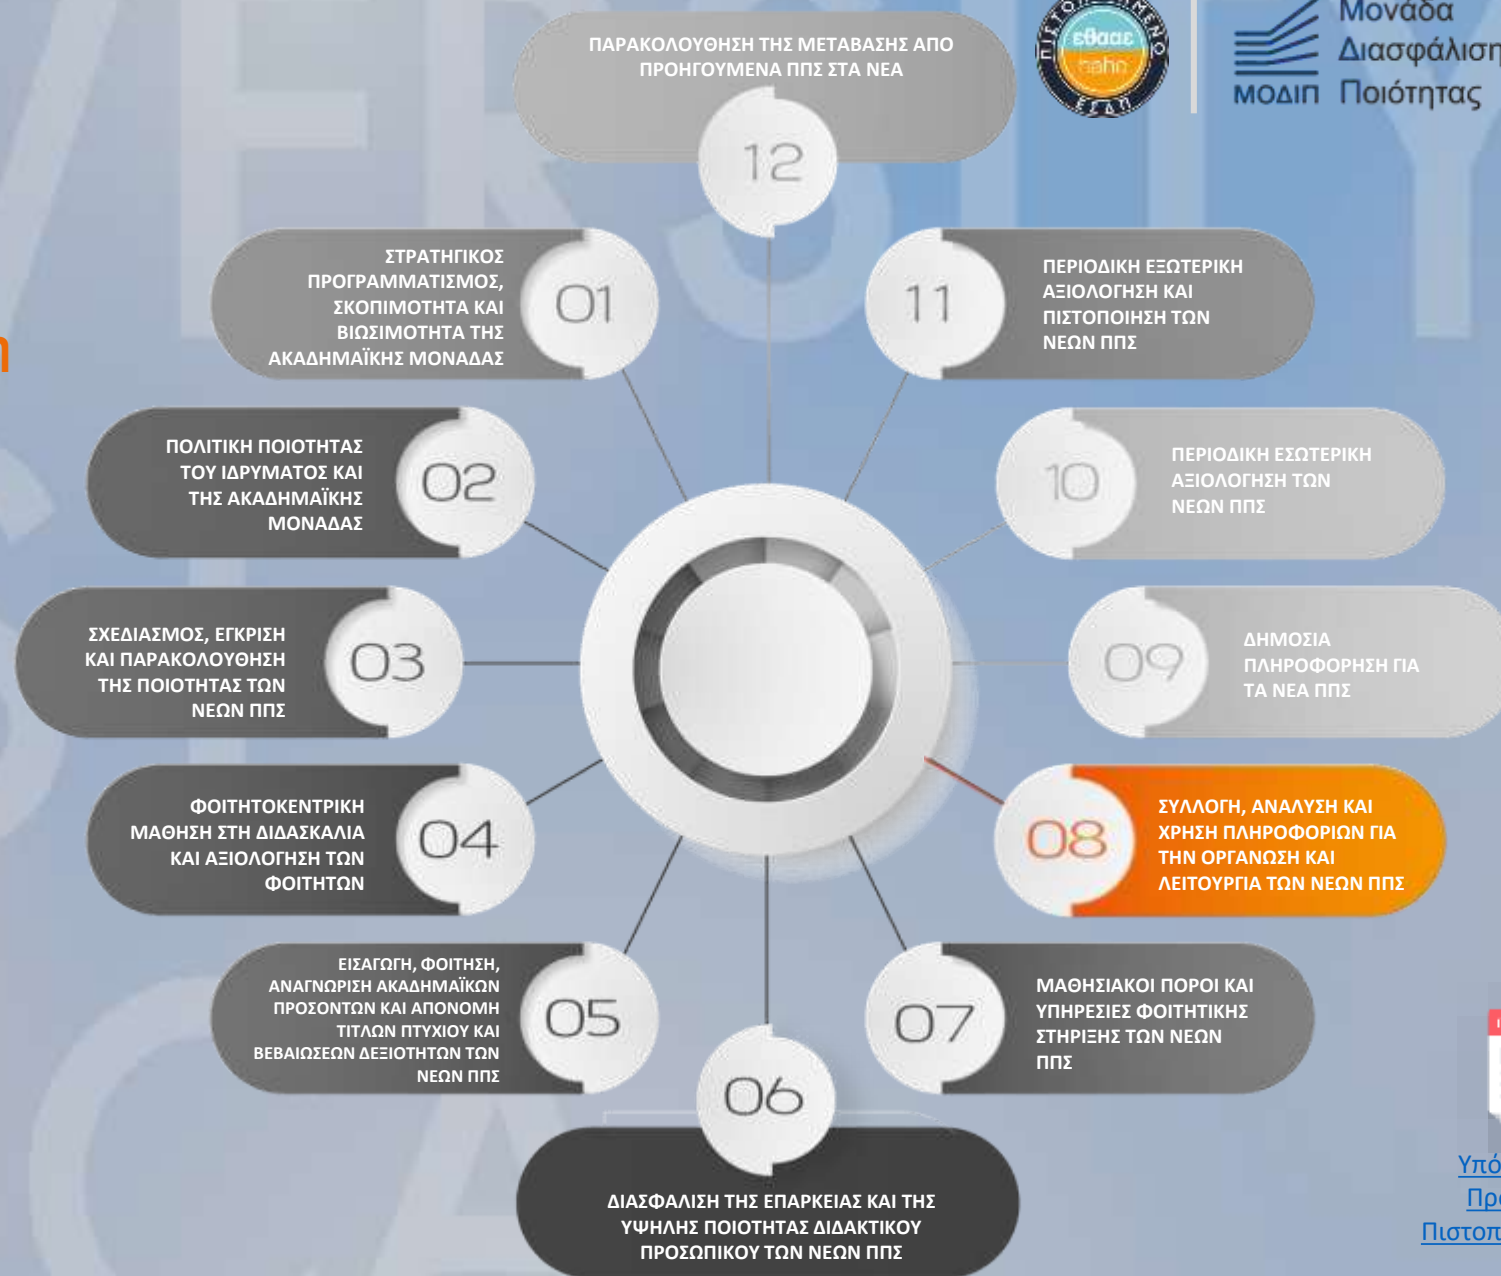 ΠΑΡΑΚΟΛΟΥΘΗΣΗ ΤΗΣ ΜΕΤΑΒΑΣΗΣ ΑΠΟ
ΠΡΟΗΓΟΥΜΕΝΑ ΠΠΣ ΣΤΑ ΝΕΑ
12
εθααε
hahe
ΕΣΔΠ
Μονάδα
ΜΟΔΙΠ Ποιότητας
ΣΤΡΑΤΗΓΙΚΟΣ
ΠΡΟΓΡΑΜΜΑΤΙΣΜΟΣ,
ΣΚΟΠΙΜΟΤΗΤΑ ΚΑΙ
ΒΙΩΣΙΜΟΤΗΤΑ ΤΗΣ
ΑΚΑΔΗΜΑΪΚΗΣ ΜΟΝΑΔΑΣ
01
ΠΟΛΙΤΙΚΗ ΠΟΙΟΤΗΤΑΣ
ΤΟΥ ΙΔΡΥΜΑΤΟΣ ΚΑΙ
ΤΗΣ ΑΚΑΔΗΜΑΪΚΗΣ
ΜΟΝΑΔΑΣ
02
ΣΧΕΔΙΑΣΜΟΣ, ΕΓΚΡΙΣΗ
ΚΑΙ ΠΑΡΑΚΟΛΟΥΘΗΣΗ
ΤΗΣ ΠΟΙΟΤΗΤΑΣ ΤΩΝ
ΝΕΩΝ ΠΠΣ
03
ΦΟΙΤΗΤΟΚΕΝΤΡΙΚΗ
ΜΑΘΗΣΗ ΣΤΗ ΔΙΔΑΣΚΑΛΙΑ
ΚΑΙ ΑΞΙΟΛΟΓΗΣΗ ΤΩΝ
ΦΟΙΤΗΤΩΝ
04
ΕΙΣΑΓΩΓΗ, ΦΟΙΤΗΣΗ,
ΑΝΑΓΝΩΡΙΣΗ ΑΚΑΔΗΜΑΪΚΩΝ
ΠΡΟΣΟΝΤΩΝ ΚΑΙ ΑΠΟΝΟΜΗ
ΤΙΤΛΩΝ ΠΤΥΧΙΟΥ ΚΑΙ
ΒΕΒΑΙΩΣΕΩΝ ΔΕΞΙΟΤΗΤΩΝ ΤΩΝ
ΝΕΩΝ ΠΠΣ
05
06
ΔΙΑΣΦΑΛΙΣΗ ΤΗΣ ΕΠΑΡΚΕΙΑΣ ΚΑΙ ΤΗΣ
ΥΨΗΛΗΣ ΠΟΙΟΤΗΤΑΣ ΔΙΔΑΚΤΙΚΟΥ
ΠΡΟΣΩΠΙΚΟΥ ΤΩΝ ΝΕΩΝ ΠΠΣ
07
ΜΑΘΗΣΙΑΚΟΙ ΠΟΡΟΙ ΚΑΙ
ΥΠΗΡΕΣΙΕΣ ΦΟΙΤΗΤΙΚΗΣ
ΣΤΗΡΙΞΗΣ ΤΩΝ ΝΕΩΝ
ΠΠΣ
08
ΣΥΛΛΟΓΗ, ΑΝΑΛΥΣΗ ΚΑΙ
ΧΡΗΣΗ ΠΛΗΡΟΦΟΡΙΩΝ ΓΙΑ
ΤΗΝ ΟΡΓΑΝΩΣΗ ΚΑΙ
ΛΕΙΤΟΥΡΓΙΑ ΤΩΝ ΝΕΩΝ ΠΠΣ
09
ΔΗΜΟΣΙΑ
ΠΛΗΡΟΦΟΡΗΣΗ ΓΙΑ
ΤΑ ΝΕΑ ΠΠΣ
10
ΠΕΡΙΟΔΙΚΗ ΕΣΩΤΕΡΙΚΗ
ΑΞΙΟΛΟΓΗΣΗ ΤΩΝ
ΝΕΩΝ ΠΠΣ
11
ΠΕΡΙΟΔΙΚΗ ΕΞΩΤΕΡΙΚΗ
ΑΞΙΟΛΟΓΗΣΗ ΚΑΙ
ΠΙΣΤΟΠΟΙΗΣΗ ΤΩΝ
ΝΕΩΝ ΠΠΣ